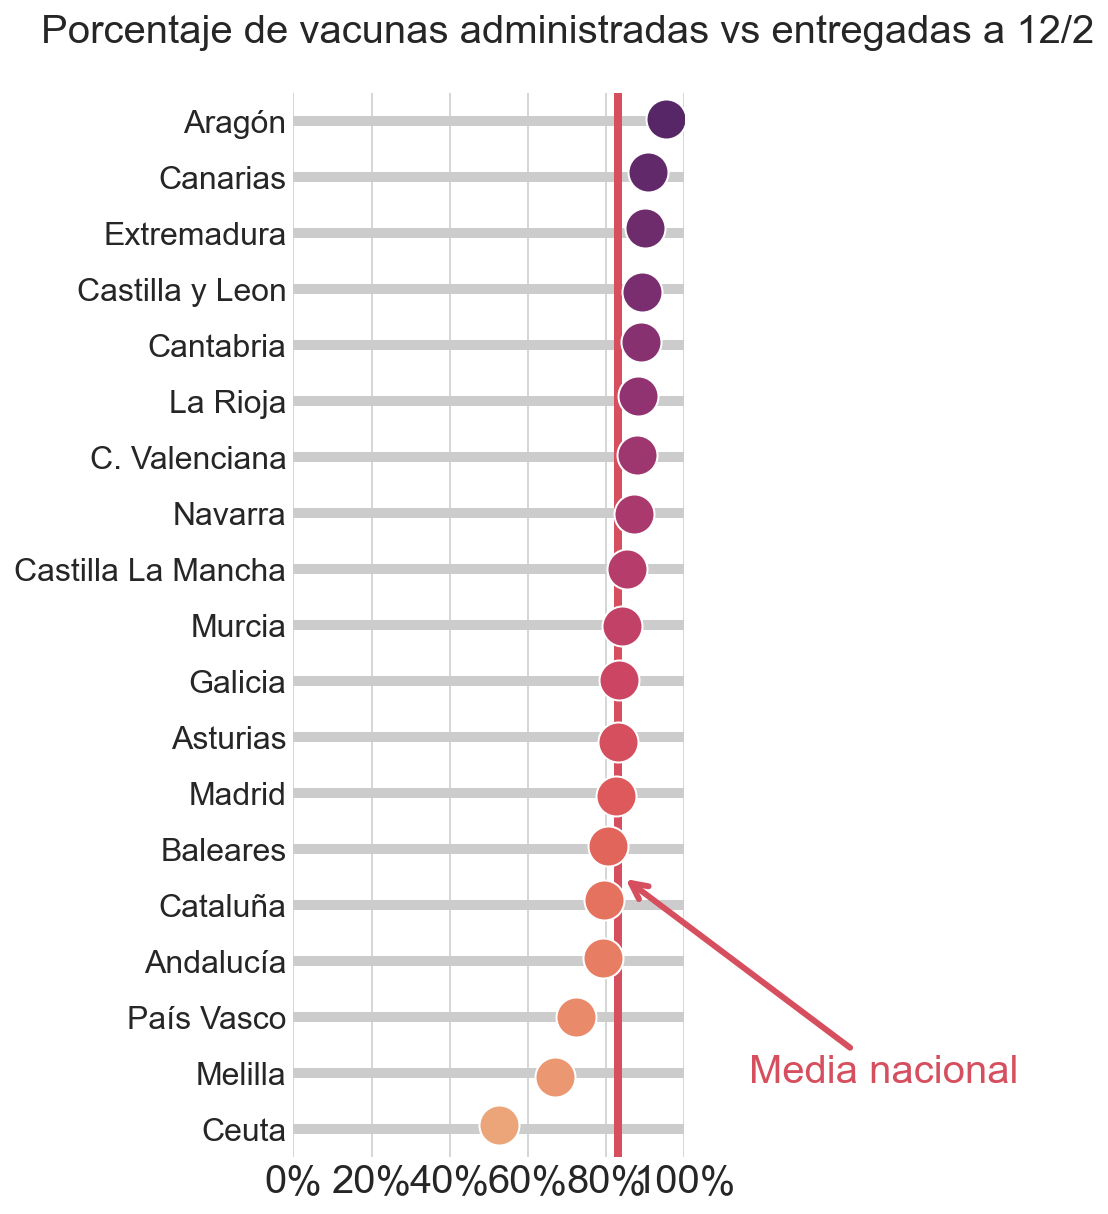 Porcentaje de vacunas administradas vs entregadas a 12/2
Aragón
Canarias
Extremadura
Castilla y Leon
Cantabria
La Rioja
C. Valenciana
Navarra
Castilla La Mancha
Murcia
Galicia
Asturias
Madrid
Baleares
Cataluña
Andalucía
País Vasco
Melilla
Ceuta
Media nacional
0% 20% 40% 60% 80% 100%